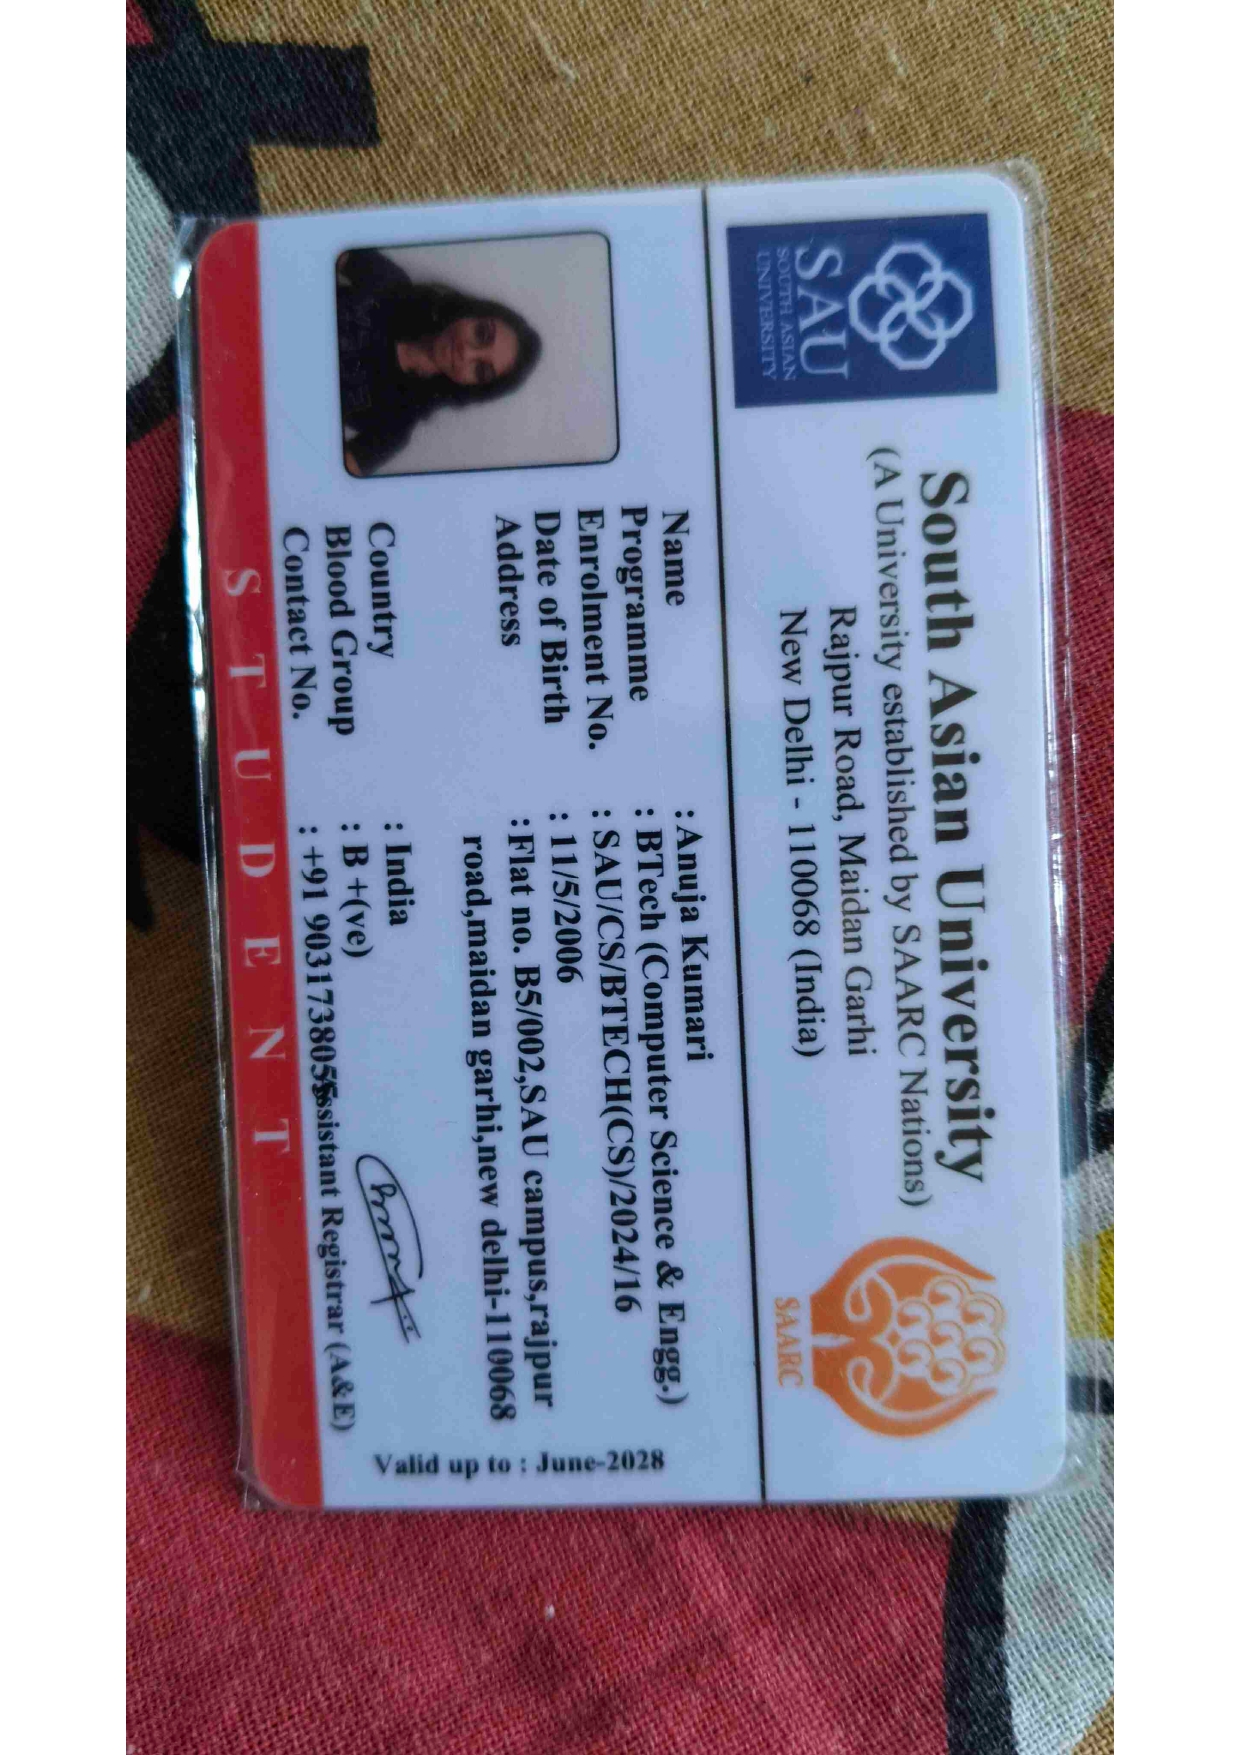 SAU
SOUTH ASIAN
UNIVERSITY
South Asian University
(A University established by SAARC Nations)
Rajpur Road, Maidan Garhi
New Delhi - 110068 (India)
SAARC
Name : Anuja Kumari
Programme : BTech (Computer Science & Engg.)
Enrolment No. : SAU/CS/BTECH(CS)/2024/16
Date of Birth : 11/5/2006
Address : Flat no. B5/002,SAU campus,rajpur
road,maidan garhi,new delhi-110068
Country : India
Blood Group : B +(ve)
Contact No. : +91 9031738055
Assistant Registrar (A&E)
Valid up to : June-2028
STUDENT